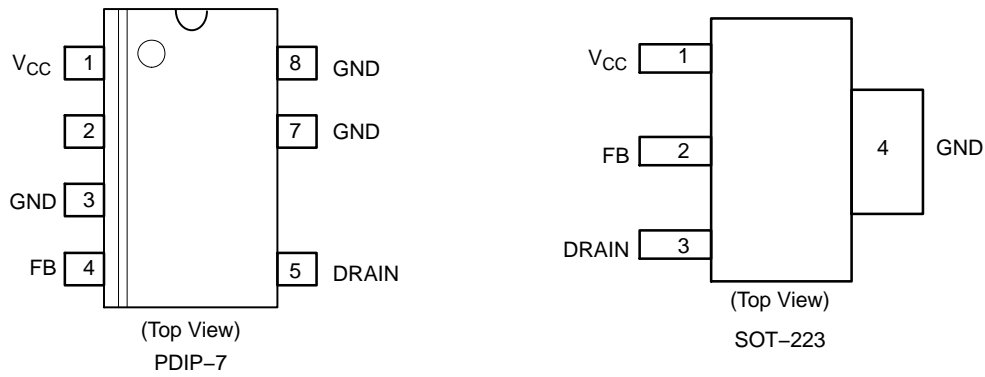 VCC 1 8 GND
2 7 GND
GND 3
FB 4 5 DRAIN
(Top View)
PDIP−7
VCC 1
FB 2 4 GND
DRAIN 3
(Top View)
SOT−223